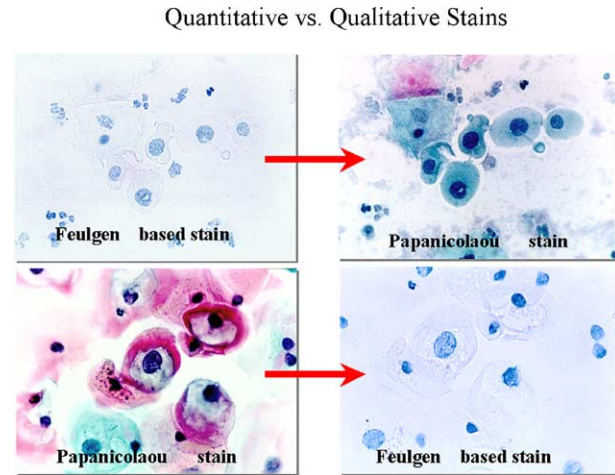 Quantitative vs. Qualitative Stains
Feulgen based stain
Papanicolaou stain
Papanicolaou stain
Feulgen based stain